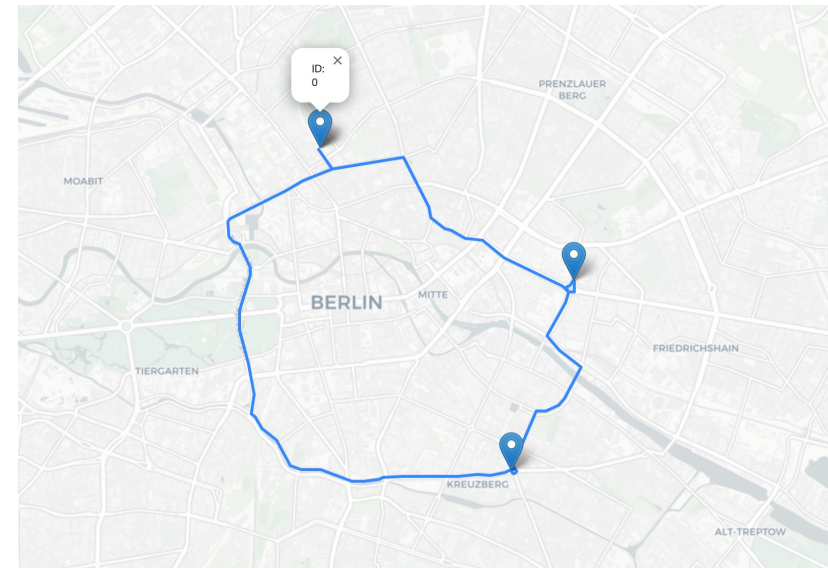 ID:
0
×
PRENZLAUER
BERG
MOABIT
BERLIN
MITTE
FRIEDRICHSHAIN
TIERGARTEN
KREUZBERG
ALT-TREPTOW